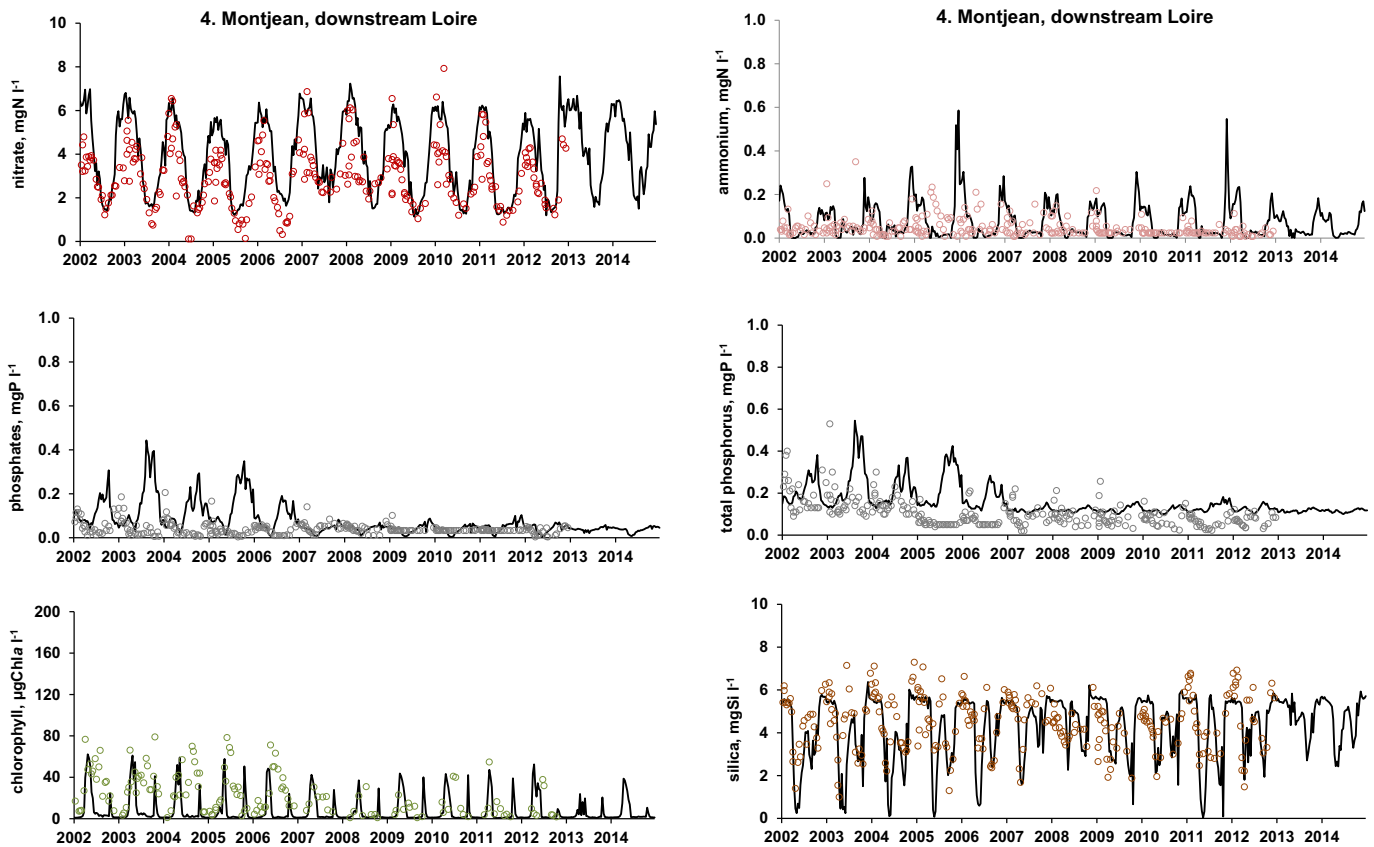 4. Montjean, downstream Loire
nitrate, mgN l-1
10
8
6
4
2
0
2002 2003 2004 2005 2006 2007 2008 2009 2010 2011 2012 2013 2014
4. Montjean, downstream Loire
ammonium, mgN l-1
1.0
0.8
0.6
0.4
0.2
0.0
2002 2003 2004 2005 2006 2007 2008 2009 2010 2011 2012 2013 2014
phosphates, mgP l-1
1.0
0.8
0.6
0.4
0.2
0.0
2002 2003 2004 2005 2006 2007 2008 2009 2010 2011 2012 2013 2014
total phosphorus, mgP l-1
1.0
0.8
0.6
0.4
0.2
0.0
2002 2003 2004 2005 2006 2007 2008 2009 2010 2011 2012 2013 2014
chlorophyll, µgChla l-1
200
160
120
80
40
0
2002 2003 2004 2005 2006 2007 2008 2009 2010 2011 2012 2013 2014
silica, mgSi l-1
10
8
6
4
2
0
2002 2003 2004 2005 2006 2007 2008 2009 2010 2011 2012 2013 2014